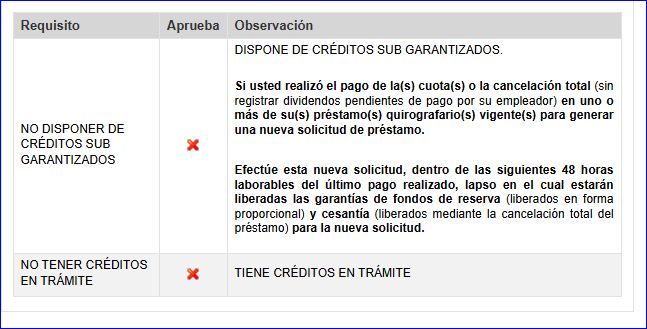 Requisito Aprueba Observación
DISPONE DE CRÉDITOS SUB GARANTIZADOS.
Si usted realizó el pago de la(s) cuota(s) o la cancelación total (sin
registrar dividendos pendientes de pago por su empleador) en uno o
más de su(s) préstamo(s) quirografario(s) vigente(s) para generar
una nueva solicitud de préstamo.
NO DISPONER DE
CRÉDITOS SUB
GARANTIZADOS
Efectúe esta nueva solicitud, dentro de las siguientes 48 horas
laborables del último pago realizado, lapso en el cual estarán
liberadas las garantías de fondos de reserva (liberados en forma
proporcional) y cesantía (liberados mediante la cancelación total del
préstamo) para la nueva solicitud.
NO TENER CRÉDITOS
EN TRÁMITE
TIENE CRÉDITOS EN TRÁMITE